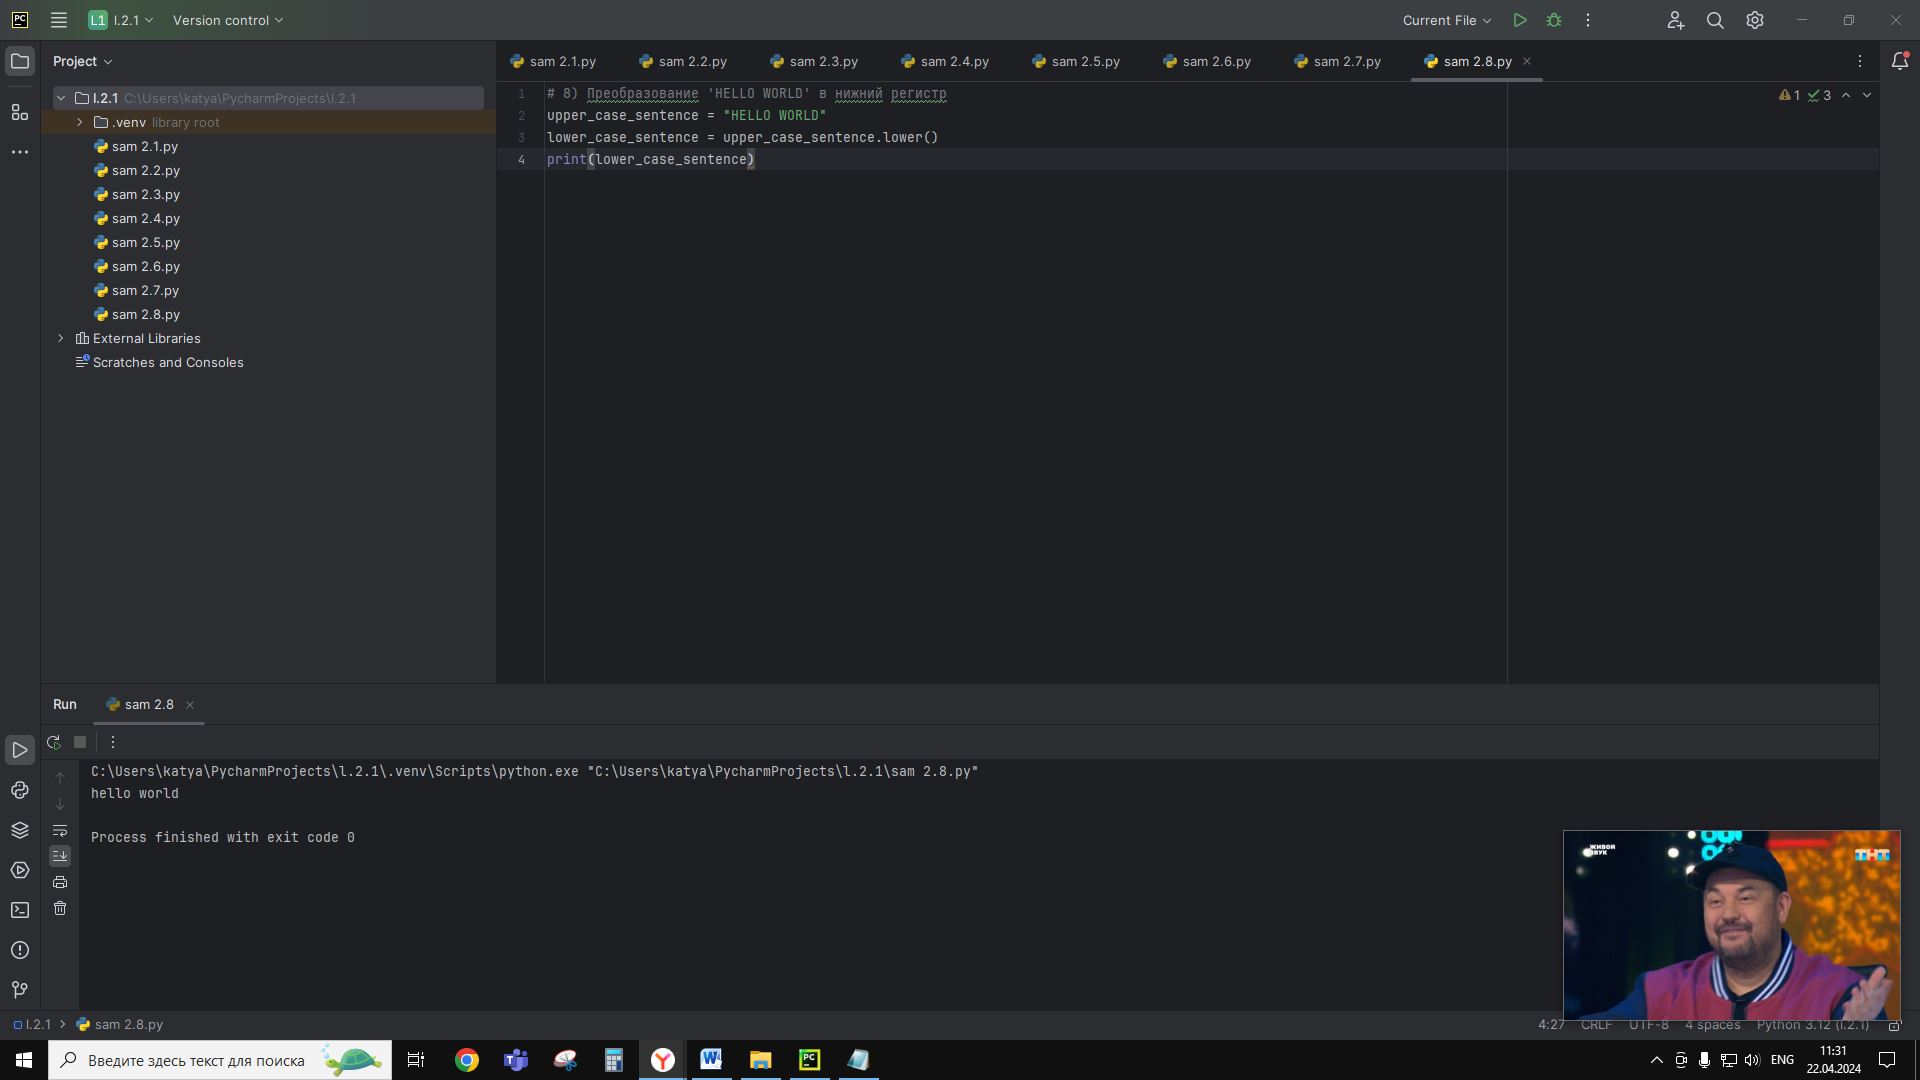 PC
L1 l.2.1
Version control
Current File
Project
sam 2.1.py
sam 2.2.py
sam 2.3.py
sam 2.4.py
sam 2.5.py
sam 2.6.py
sam 2.7.py
sam 2.8.py
l.2.1 C:\Users\katya\PycharmProjects\l.2.1
.venv library root
sam 2.1.py
sam 2.2.py
sam 2.3.py
sam 2.4.py
sam 2.5.py
sam 2.6.py
sam 2.7.py
sam 2.8.py
External Libraries
Scratches and Consoles
1 # 8) Преобразование 'HELLO WORLD' в нижний регистр
2 upper_case_sentence = "HELLO WORLD"
3 lower_case_sentence = upper_case_sentence.lower()
4 print(lower_case_sentence)
1 3
Run
sam 2.8
C:\Users\katya\PycharmProjects\l.2.1\.venv\Scripts\python.exe "C:\Users\katya\PycharmProjects\l.2.1\sam 2.8.py"
hello world
Process finished with exit code 0
ЖИВОЙ
ЗВУК
ТНТ
l.2.1
sam 2.8.py
4:27 CRLF UTF-8 4 spaces Python 3.12 (l.2.1)
Введите здесь текст для поиска
ENG
11:31
22.04.2024